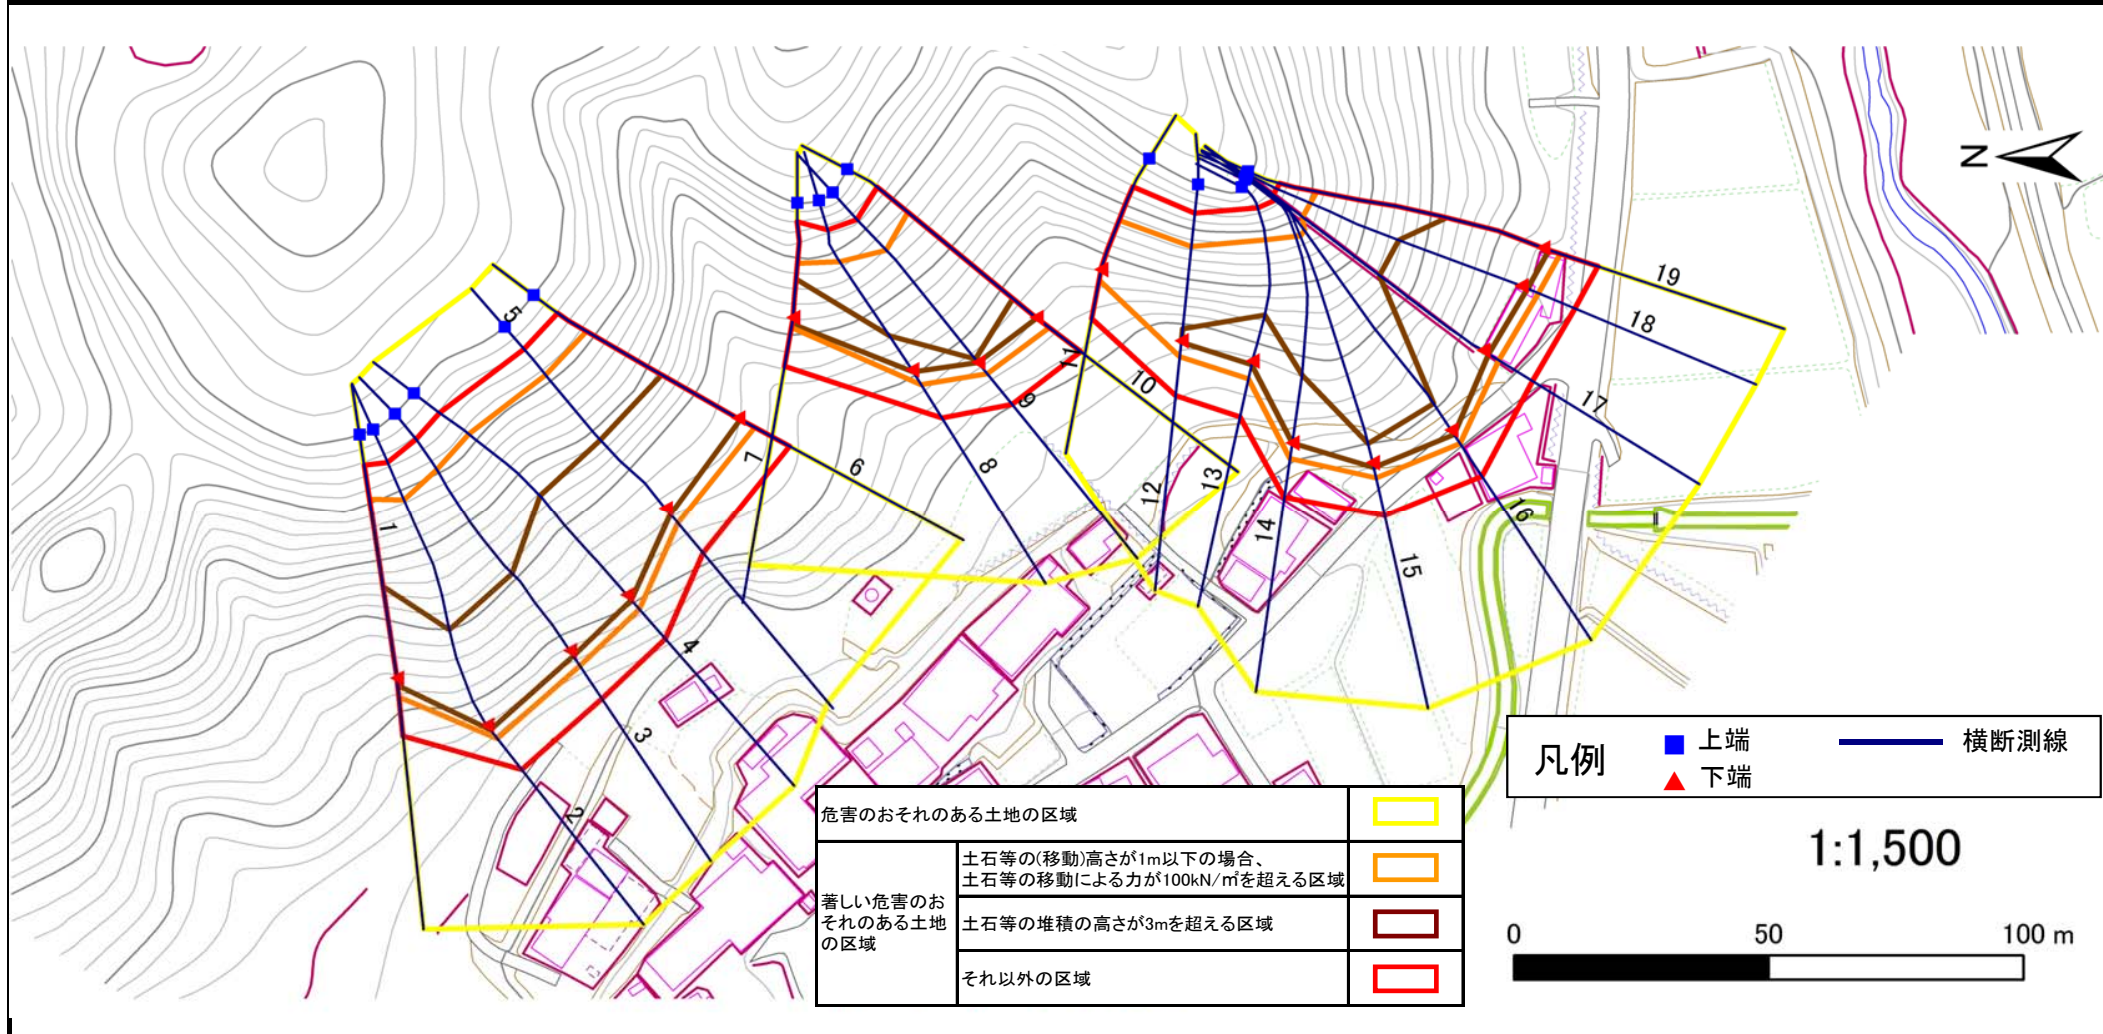 N
1
2
3
4
5
6
7
8
9
10
11
12
13
14
15
16
17
18
19
凡例
上端
下端
横断測線
危害のおそれのある土地の区域
著しい危害のお
それのある土地
の区域
土石等の(移動)高さが1m以下の場合、
土石等の移動による力が100kN/㎡を超える区域
土石等の堆積の高さが3mを超える区域
それ以外の区域
1:1,500
0 50 100 m